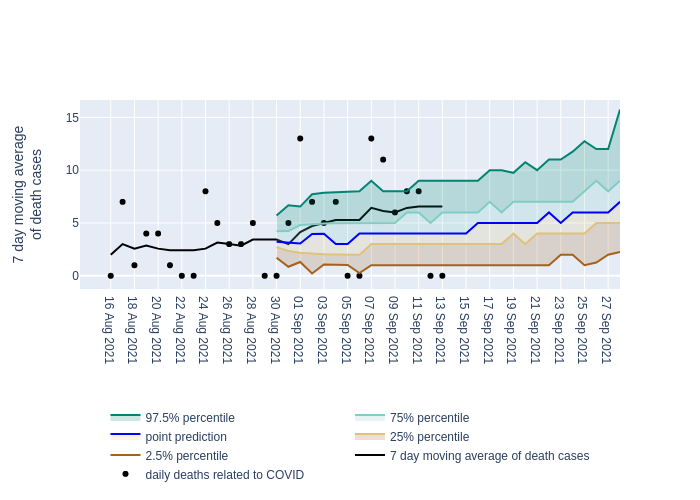 7 day moving average
of death cases
15
10
5
0
16 Aug 2021
18 Aug 2021
20 Aug 2021
22 Aug 2021
24 Aug 2021
26 Aug 2021
28 Aug 2021
30 Aug 2021
01 Sep 2021
03 Sep 2021
05 Sep 2021
07 Sep 2021
09 Sep 2021
11 Sep 2021
13 Sep 2021
15 Sep 2021
17 Sep 2021
19 Sep 2021
21 Sep 2021
23 Sep 2021
25 Sep 2021
27 Sep 2021
97.5% percentile
75% percentile
point prediction
25% percentile
2.5% percentile
7 day moving average of death cases
daily deaths related to COVID